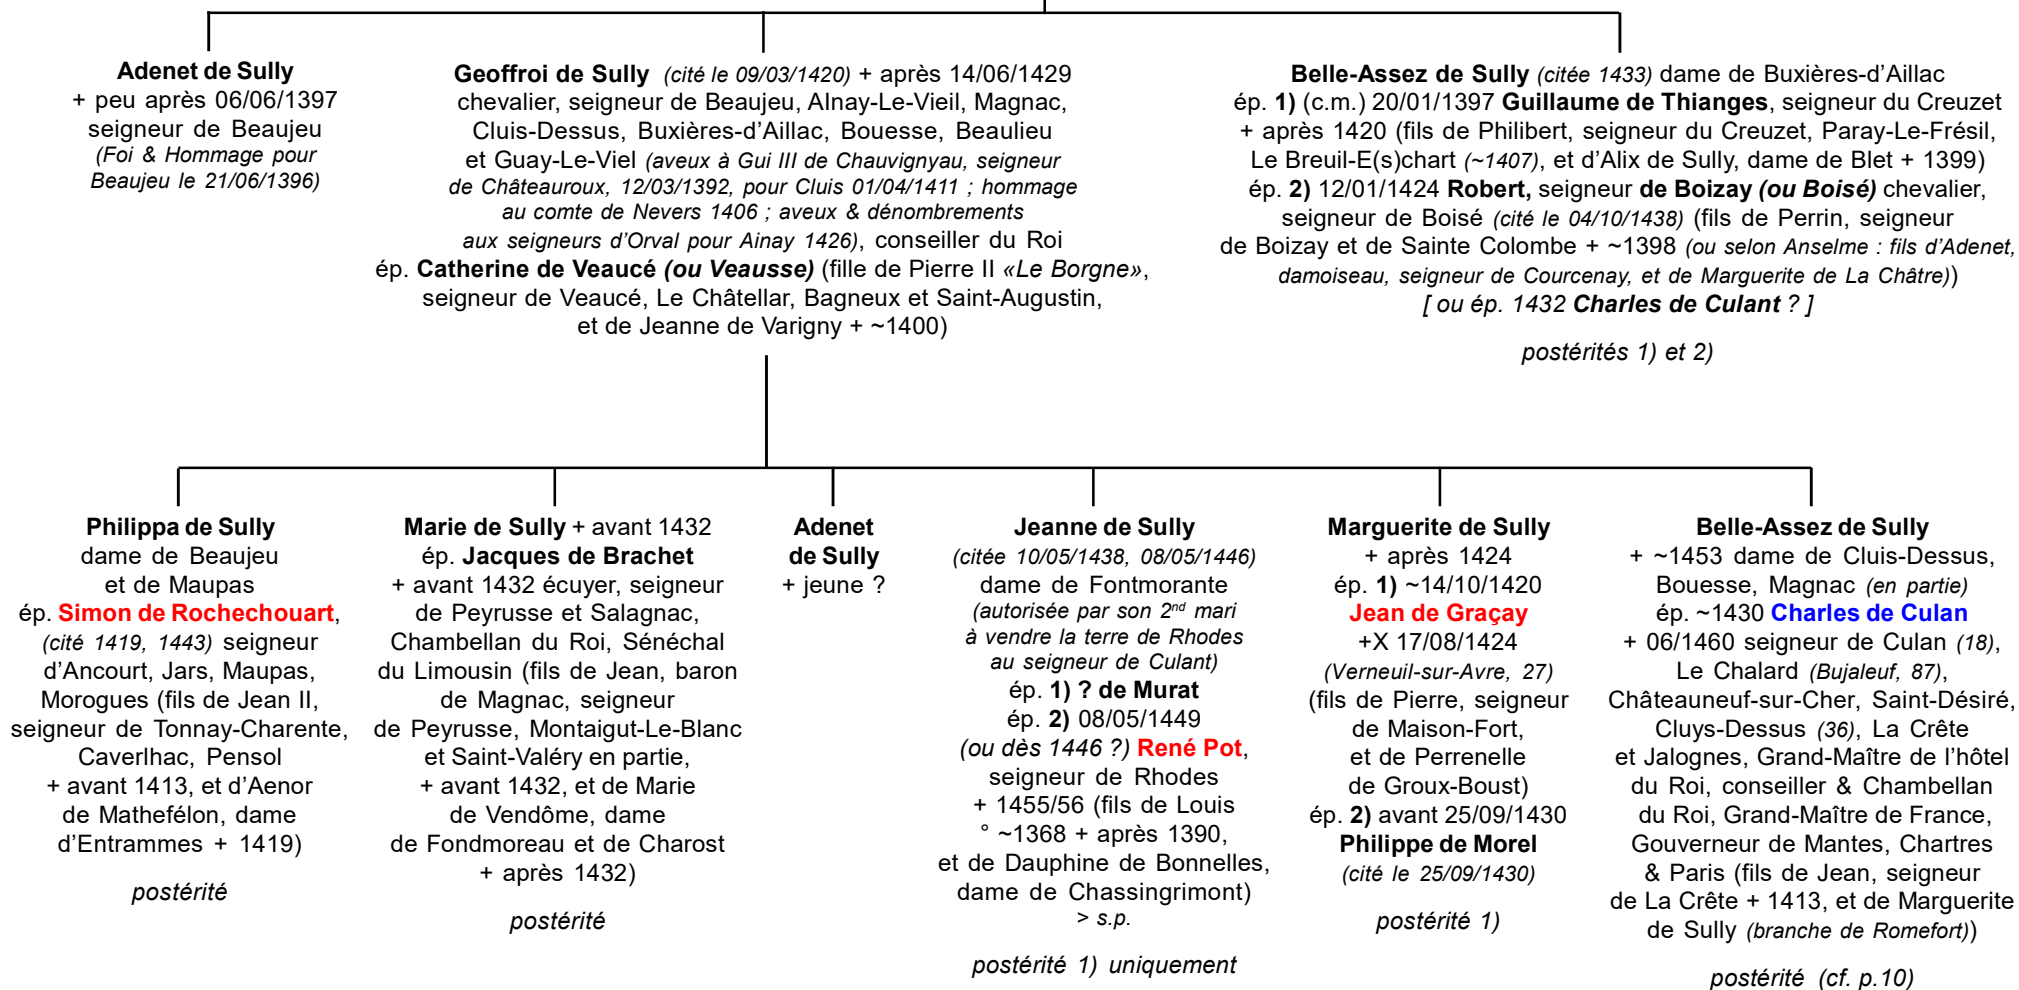 Adenet de Sully
+ peu après 06/06/1397
seigneur de Beaujeu
(Foi & Hommage pour
Beaujeu le 21/06/1396)
Geoffroi de Sully (cité le 09/03/1420) + après 14/06/1429
chevalier, seigneur de Beaujeu, AInay-Le-Vieil, Magnac,
Cluis-Dessus, Buxières-d’Aillac, Bouesse, Beaulieu
et Guay-Le-Viel (aveux à Gui III de Chauvignyau, seigneur
de Châteauroux, 12/03/1392, pour Cluis 01/04/1411 ; hommage
au comte de Nevers 1406 ; aveux & dénombrements
aux seigneurs d’Orval pour Ainay 1426), conseiller du Roi
ép. Catherine de Veaucé (ou Veausse) (fille de Pierre II «Le Borgne»,
seigneur de Veaucé, Le Châtellar, Bagneux et Saint-Augustin,
et de Jeanne de Varigny + ~1400)
Belle-Assez de Sully (citée 1433) dame de Buxières-d’Aillac
ép. 1) (c.m.) 20/01/1397 Guillaume de Thianges, seigneur du Creuzet
+ après 1420 (fils de Philibert, seigneur du Creuzet, Paray-Le-Frésil,
Le Breuil-E(s)chart (~1407), et d’Alix de Sully, dame de Blet + 1399)
ép. 2) 12/01/1424 Robert, seigneur de Boizay (ou Boisé) chevalier,
seigneur de Boisé (cité le 04/10/1438) (fils de Perrin, seigneur
de Boizay et de Sainte Colombe + ~1398 (ou selon Anselme : fils d’Adenet,
damoiseau, seigneur de Courcenay, et de Marguerite de La Châtre))
[ ou ép. 1432 Charles de Culant ? ]
postérités 1) et 2)
Philippa de Sully
dame de Beaujeu
et de Maupas
ép. Simon de Rochechouart,
(cité 1419, 1443) seigneur
d’Ancourt, Jars, Maupas,
Morogues (fils de Jean II,
seigneur de Tonnay-Charente,
Caverlhac, Pensol
+ avant 1413, et d’Aenor
de Mathefélon, dame
d’Entrammes + 1419)
postérité
Marie de Sully + avant 1432
ép. Jacques de Brachet
+ avant 1432 écuyer, seigneur
de Peyrusse et Salagnac,
Chambellan du Roi, Sénéchal
du Limousin (fils de Jean, baron
de Magnac, seigneur
de Peyrusse, Montaigut-Le-Blanc
et Saint-Valéry en partie,
+ avant 1432, et de Marie
de Vendôme, dame
de Fondmoreau et de Charost
+ après 1432)
postérité
Adenet
de Sully
+ jeune ?
Jeanne de Sully
(citée 10/05/1438, 08/05/1446)
dame de Fontmorante
(autorisée par son 2nd mari
à vendre la terre de Rhodes
au seigneur de Culant)
ép. 1) ? de Murat
ép. 2) 08/05/1449
(ou dès 1446 ?) René Pot,
seigneur de Rhodes
+ 1455/56 (fils de Louis
° ~1368 + après 1390,
et de Dauphine de Bonnelles,
dame de Chassingrimont)
> s.p.
postérité 1) uniquement
Marguerite de Sully
+ après 1424
ép. 1) ~14/10/1420
Jean de Graçay
+X 17/08/1424
(Verneuil-sur-Avre, 27)
(fils de Pierre, seigneur
de Maison-Fort,
et de Perrenelle
de Groux-Boust)
ép. 2) avant 25/09/1430
Philippe de Morel
(cité le 25/09/1430)
postérité 1)
Belle-Assez de Sully
+ ~1453 dame de Cluis-Dessus,
Bouesse, Magnac (en partie)
ép. ~1430 Charles de Culan
+ 06/1460 seigneur de Culan (18),
Le Chalard (Bujaleuf, 87),
Châteauneuf-sur-Cher, Saint-Désiré,
Cluys-Dessus (36), La Crête
et Jalognes, Grand-Maître de l’hôtel
du Roi, conseiller & Chambellan
du Roi, Grand-Maître de France,
Gouverneur de Mantes, Chartres
& Paris (fils de Jean, seigneur
de La Crête + 1413, et de Marguerite
de Sully (branche de Romefort))
postérité (cf. p.10)